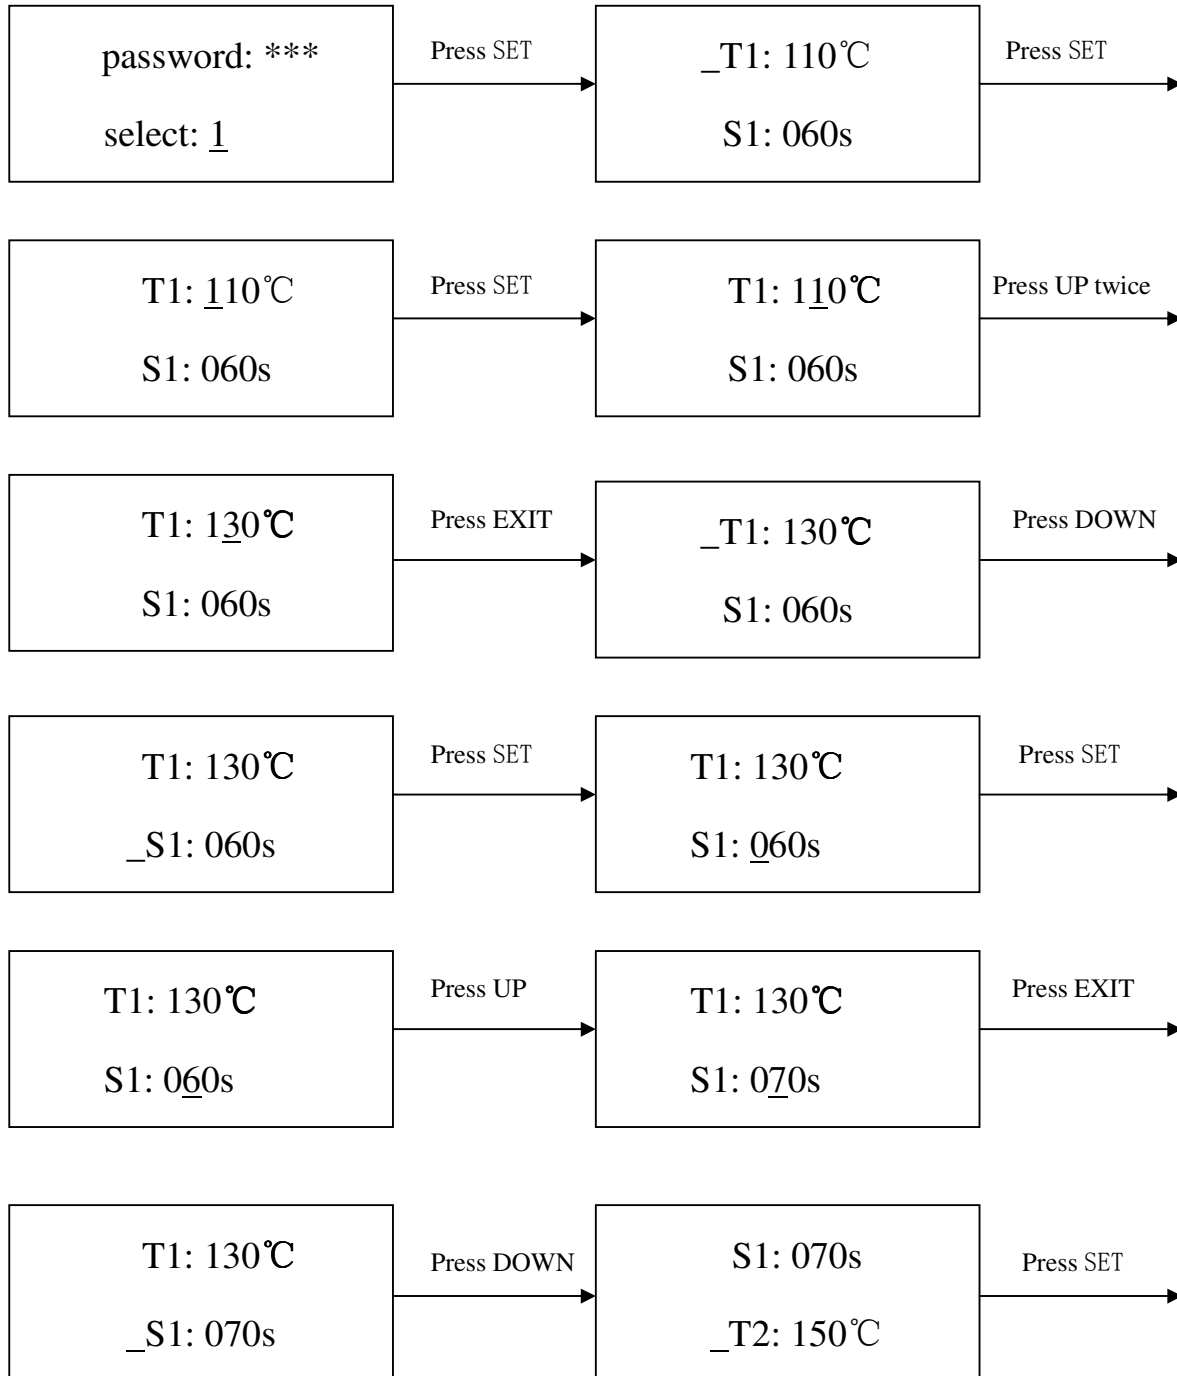 password: ***
select: 1
Press SET
_T1: 110℃
S1: 060s
Press SET
T1: 110℃
S1: 060s
Press SET
T1: 110℃
S1: 060s
Press UP twice
T1: 130℃
S1: 060s
Press EXIT
_T1: 130℃
S1: 060s
Press DOWN
T1: 130℃
_S1: 060s
Press SET
T1: 130℃
S1: 060s
Press SET
T1: 130℃
S1: 060s
Press UP
T1: 130℃
S1: 070s
Press EXIT
T1: 130℃
_S1: 070s
Press DOWN
S1: 070s
_T2: 150℃
Press SET